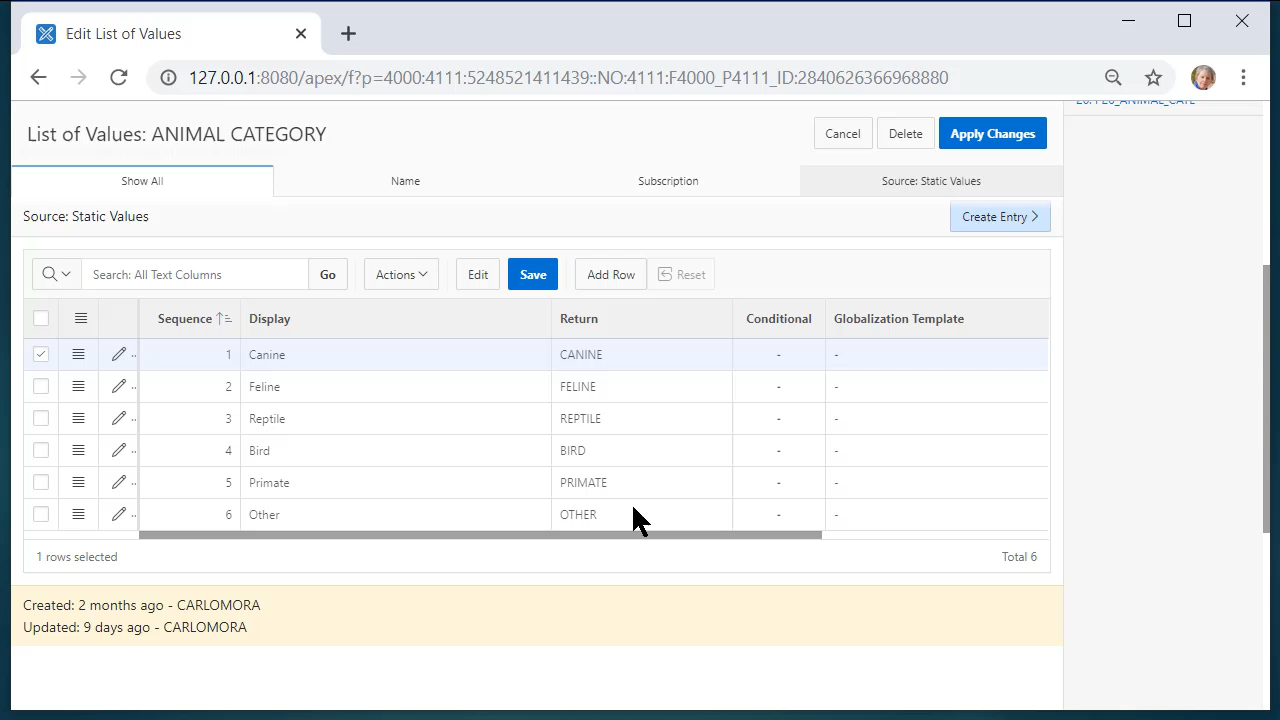 Edit List of Values
127.0.0.1:8080/apex/f?p=4000:4111:5248521411439::NO:4111:F4000_P4111_ID:2840626366968880
List of Values: ANIMAL CATEGORY
Cancel
Delete
Apply Changes
Show All
Name
Subscription
Source: Static Values
Source: Static Values
Create Entry
Search: All Text Columns
Go
Actions
Edit
Save
Add Row
Reset
Sequence Display Return Conditional Globalization Template
1 Canine CANINE - -
2 Feline FELINE - -
3 Reptile REPTILE - -
4 Bird BIRD - -
5 Primate PRIMATE - -
6 Other OTHER - -
1 rows selected
Total 6
Created: 2 months ago - CARLOMORA
Updated: 9 days ago - CARLOMORA